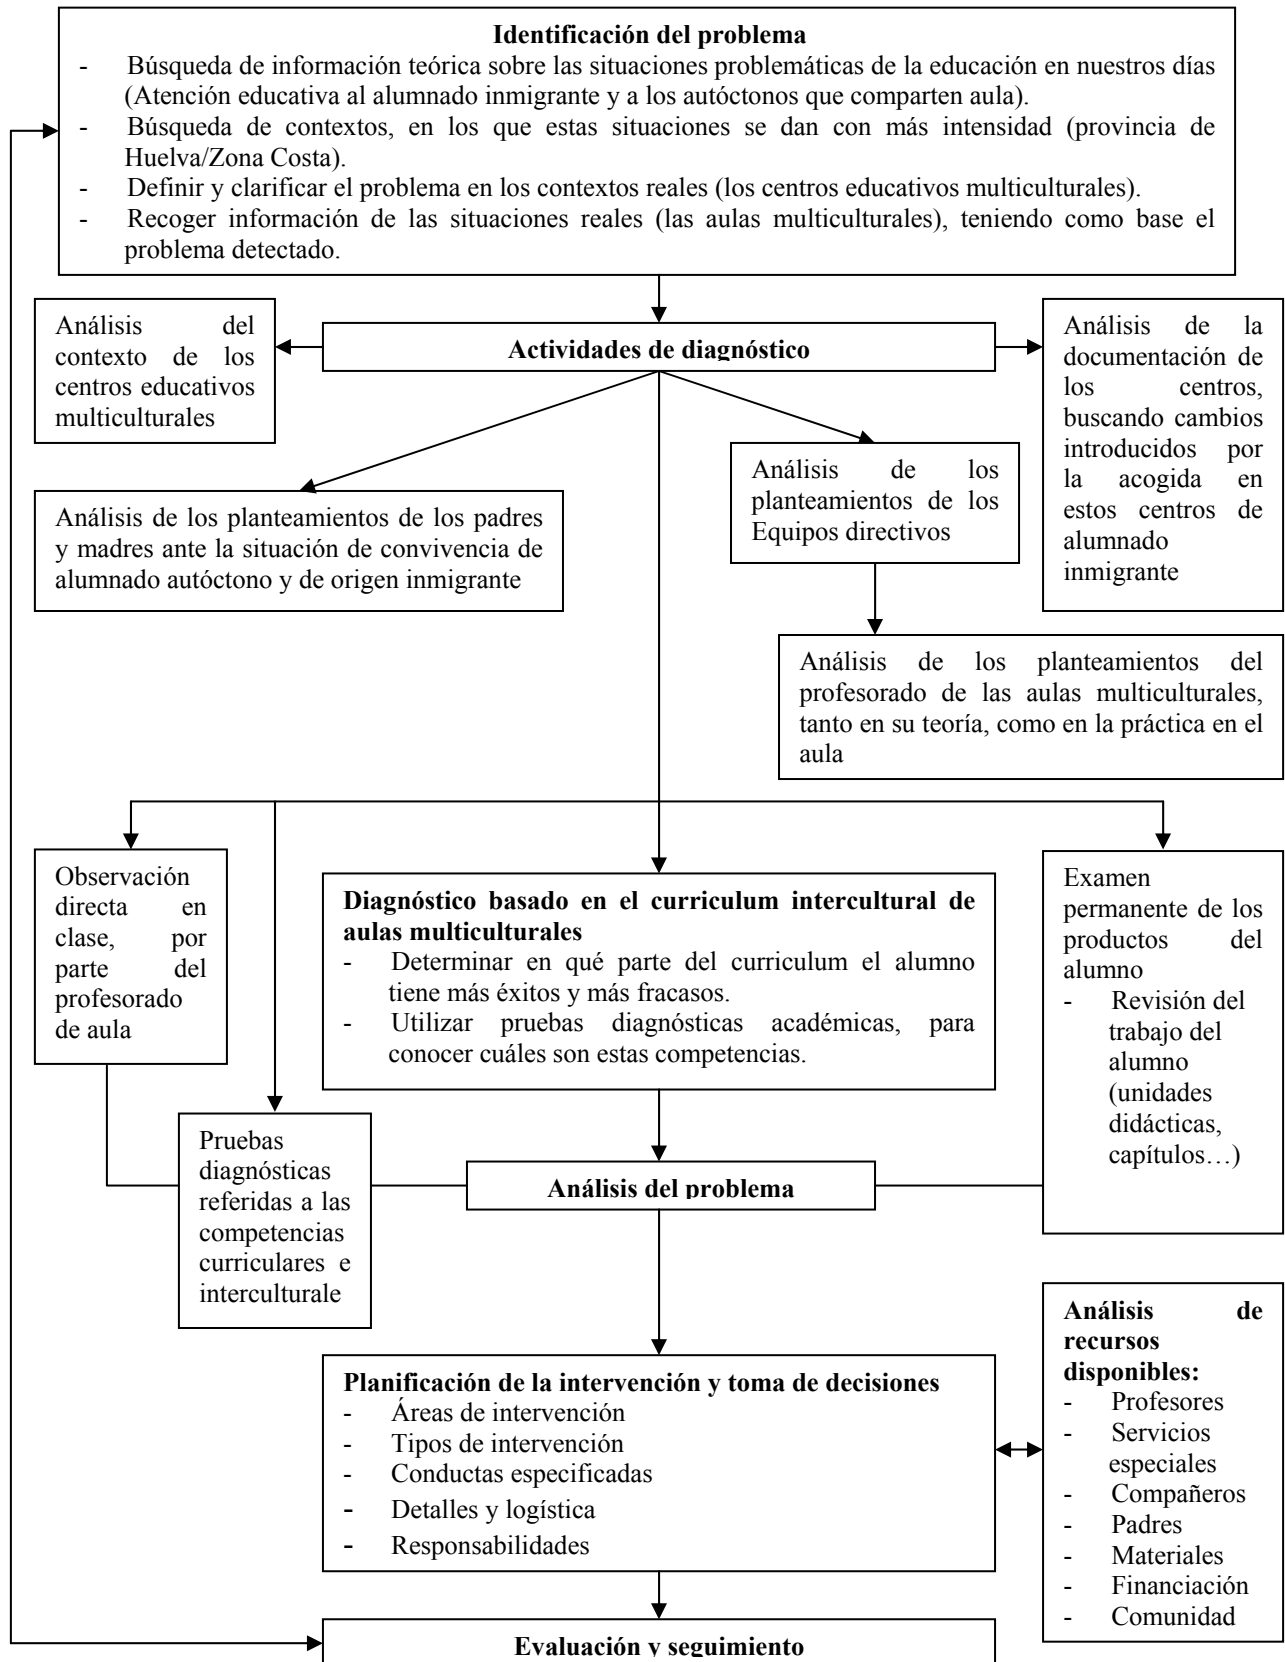 Identificación del problema
- Búsqueda de información teórica sobre las situaciones problemáticas de la educación en nuestros días
(Atención educativa al alumnado inmigrante y a los autóctonos que comparten aula).
- Búsqueda de contextos, en los que estas situaciones se dan con más intensidad (provincia de
Huelva/Zona Costa).
- Definir y clarificar el problema en los contextos reales (los centros educativos multiculturales).
- Recoger información de las situaciones reales (las aulas multiculturales), teniendo como base el
problema detectado.
Análisis del
contexto de los
centros educativos
multiculturales
Actividades de diagnóstico
Análisis de la
documentación de
los centros,
buscando cambios
introducidos por
la acogida en
estos centros de
alumnado
inmigrante
Análisis de los planteamientos de los padres
y madres ante la situación de convivencia de
alumnado autóctono y de origen inmigrante
Análisis de los
planteamientos de los
Equipos directivos
Análisis de los planteamientos del
profesorado de las aulas multiculturales,
tanto en su teoría, como en la práctica en el
aula
Observación
directa en
clase, por
parte del
profesorado
de aula
Diagnóstico basado en el curriculum intercultural de
aulas multiculturales
- Determinar en qué parte del curriculum el alumno
tiene más éxitos y más fracasos.
- Utilizar pruebas diagnósticas académicas, para
conocer cuáles son estas competencias.
Examen
permanente de los
productos del
alumno
- Revisión del
trabajo del
alumno
(unidades
didácticas,
capítulos…)
Pruebas
diagnósticas
referidas a las
competencias
curriculares e
interculturale
Análisis del problema
Planificación de la intervención y toma de decisiones
- Áreas de intervención
- Tipos de intervención
- Conductas especificadas
- Detalles y logística
- Responsabilidades
Análisis de
recursos
disponibles:
- Profesores
- Servicios
especiales
- Compañeros
- Padres
- Materiales
- Financiación
- Comunidad
Evaluación y seguimiento